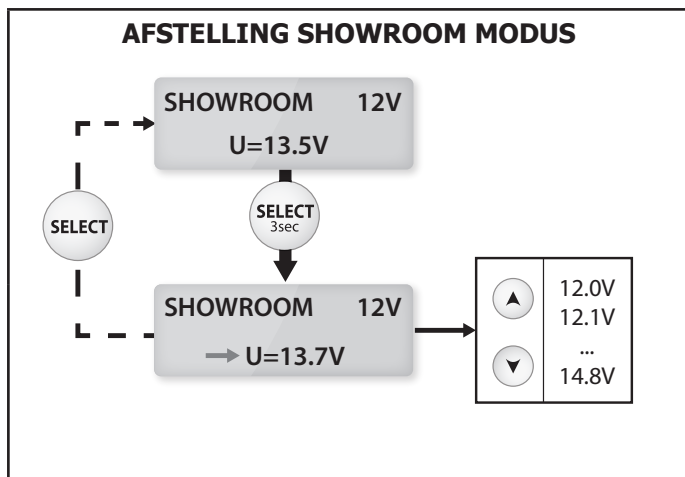 AFSTELLING SHOWROOM MODUS
SHOWROOM 12V
U=13.5V
SELECT
SELECT
3sec
SHOWROOM 12V
U=13.7V
12.0V
12.1V
...
14.8V